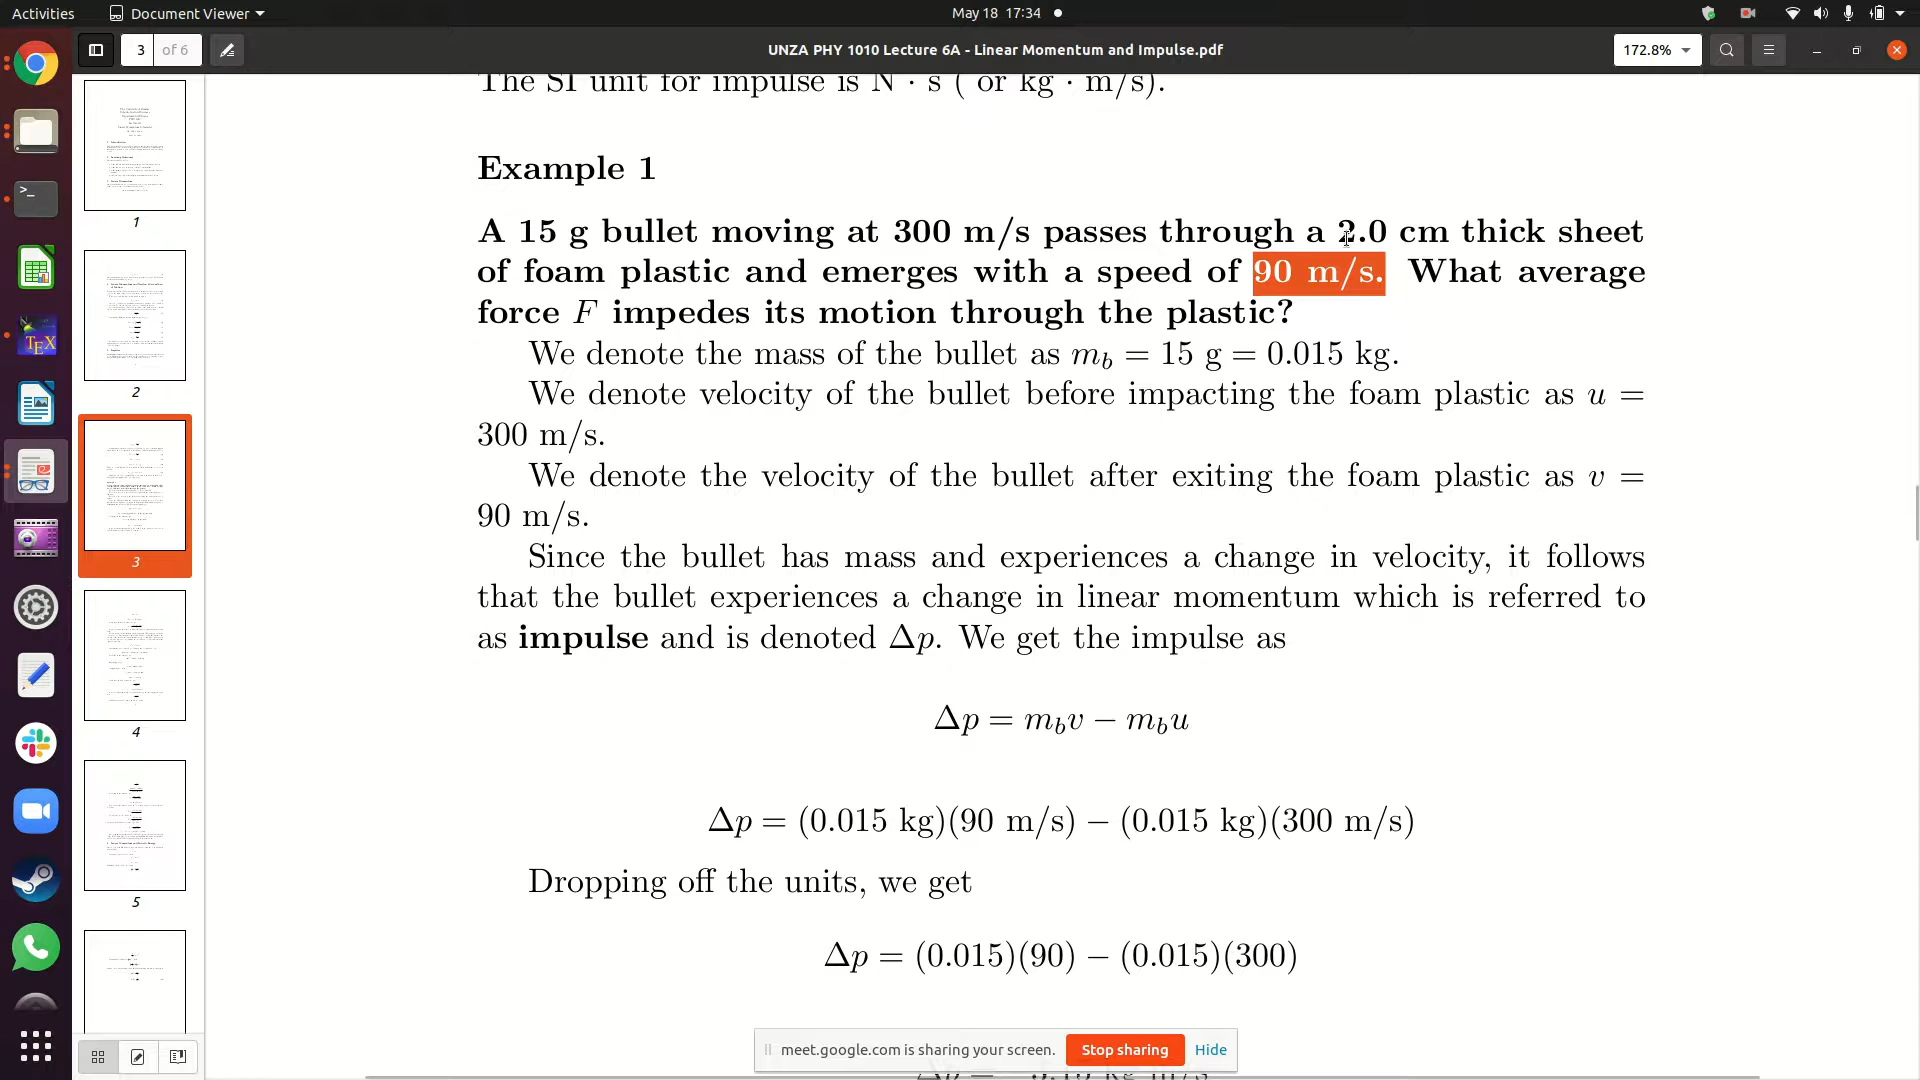 Activities
Document Viewer
May 18 17:34
3
of 6
UNZA PHY 1010 Lecture 6A - Linear Momentum and Impulse.pdf
172.8%
The SI unit for impulse is N · s ( or kg · m/s).
Example 1
A 15 g bullet moving at 300 m/s passes through a 2.0 cm thick sheet
of foam plastic and emerges with a speed of 90 m/s. What average
force F impedes its motion through the plastic?
We denote the mass of the bullet as m_b = 15 g = 0.015 kg.
We denote velocity of the bullet before impacting the foam plastic as u =
300 m/s.
We denote the velocity of the bullet after exiting the foam plastic as v =
90 m/s.
Since the bullet has mass and experiences a change in velocity, it follows
that the bullet experiences a change in linear momentum which is referred to
as impulse and is denoted Δp. We get the impulse as
Δp = m_b v − m_b u
Δp = (0.015 kg)(90 m/s) − (0.015 kg)(300 m/s)
Dropping off the units, we get
Δp = (0.015)(90) − (0.015)(300)
1
2
3
4
5
TEX
meet.google.com is sharing your screen.
Stop sharing
Hide